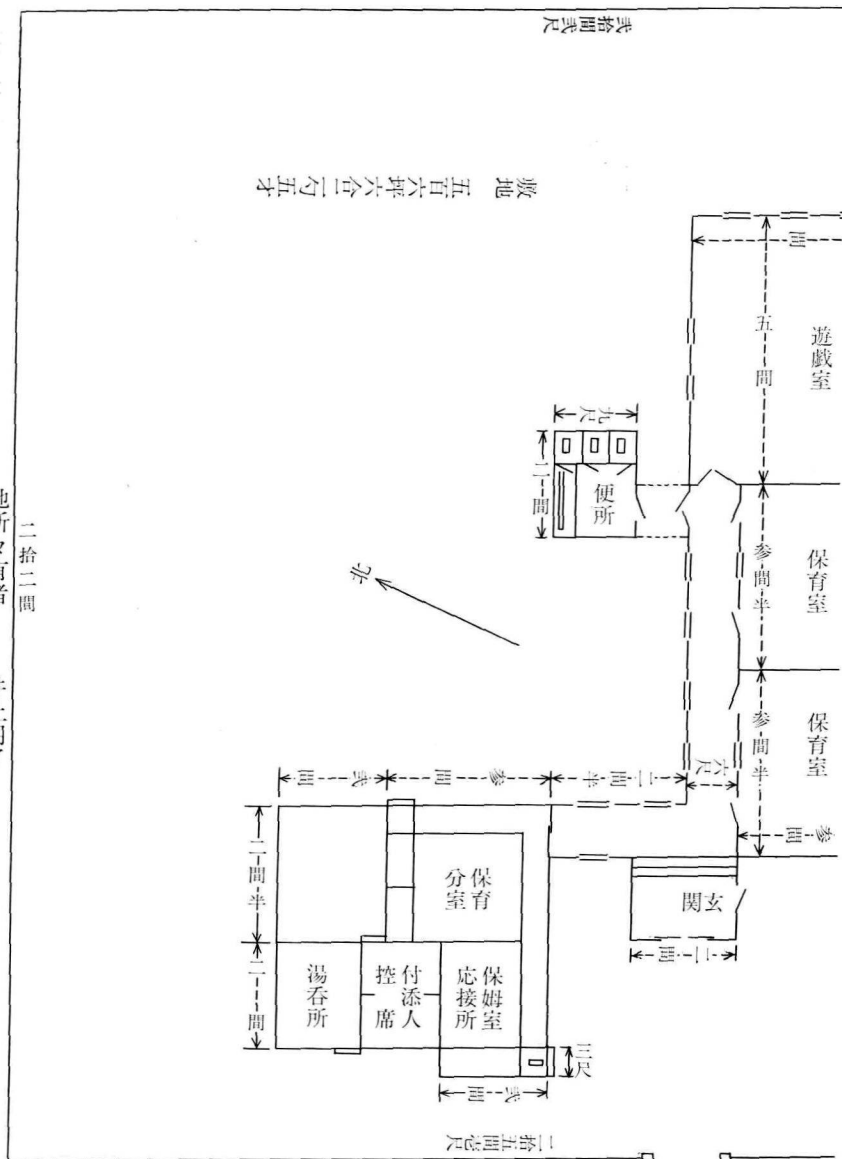 弐拾四間弐尺
敷地 五百六坪六合二勺五才
間
五間
遊戯室
九尺
二間
便所
参間半
保育室
北
参間半
保育室
六尺
二間半
参間
弐間
参間
二間半
保育
分室
玄関
二間
二間
湯呑所
付添人
控席
保姆室
応接所
三尺
弐間
二拾五間壱尺
二拾二間